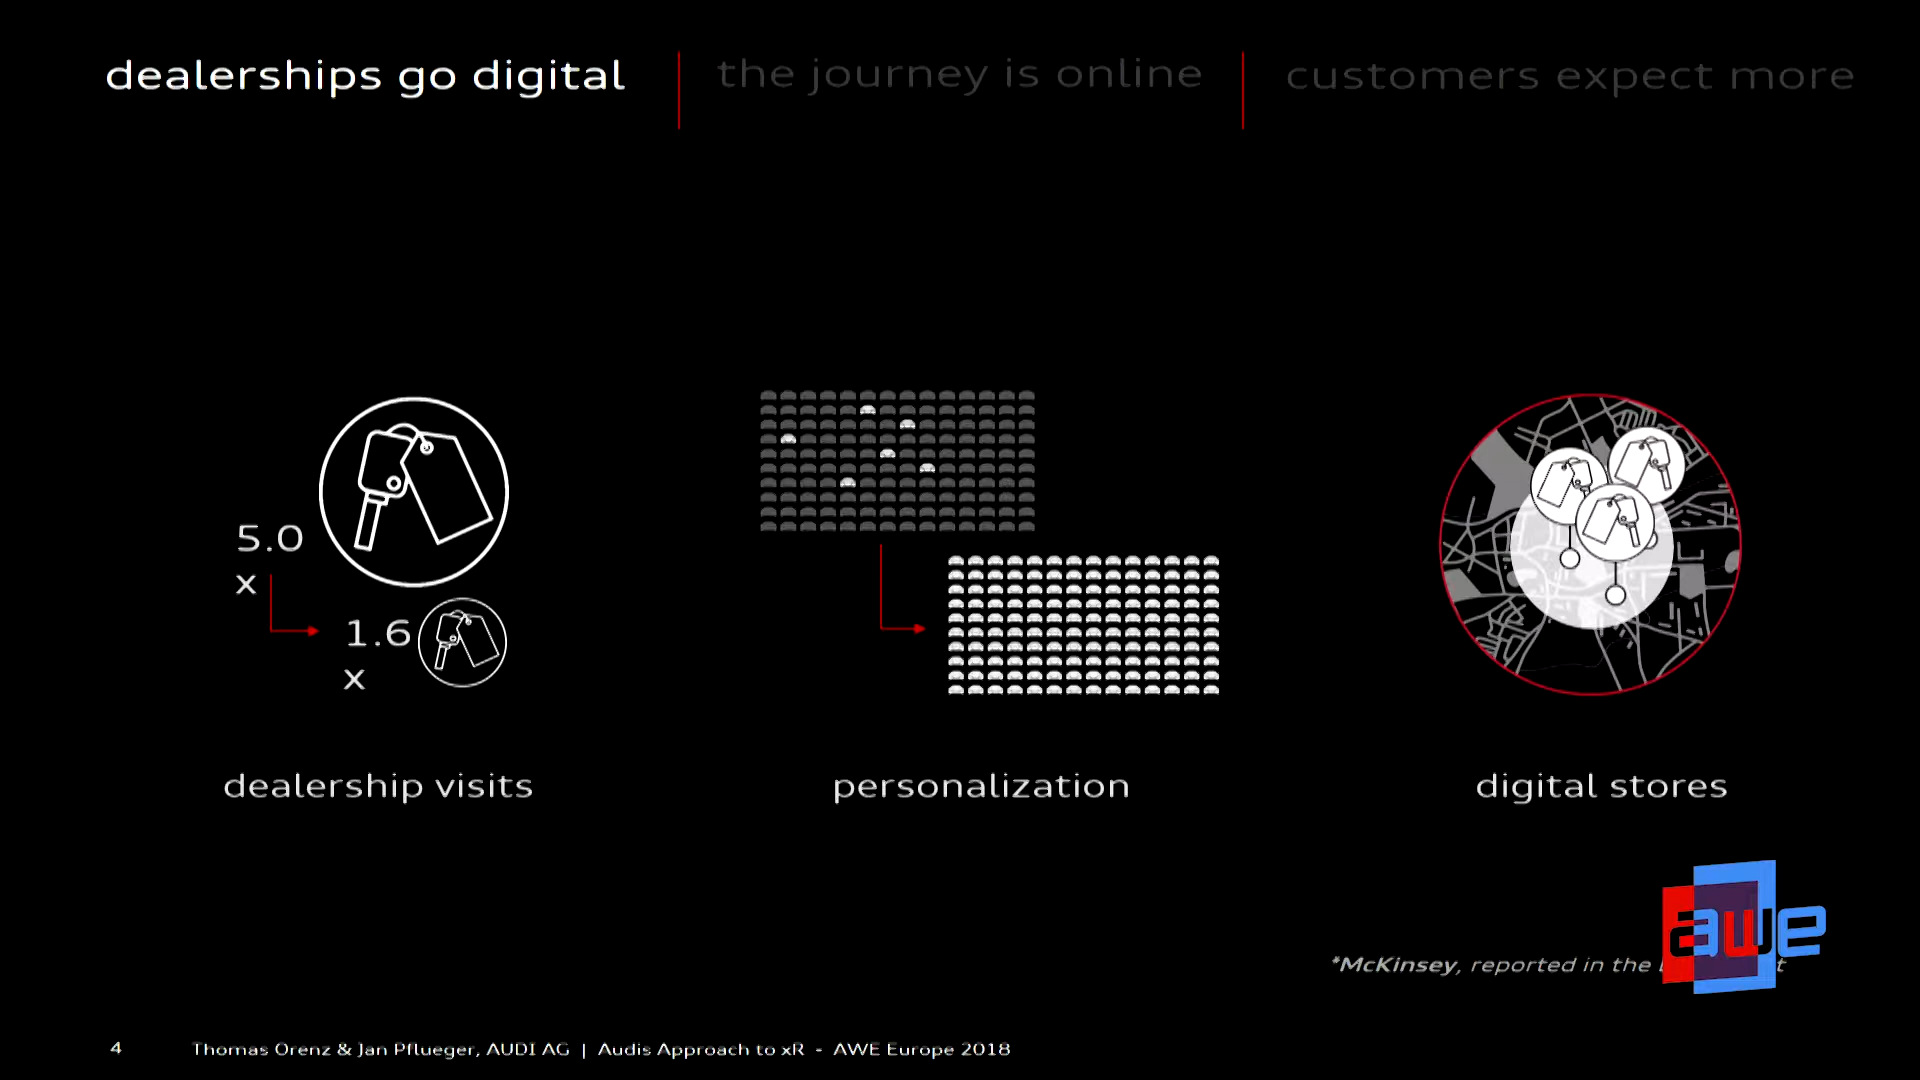 dealerships go digital
the journey is online
customers expect more
5.0
x
1.6
x
dealership visits
personalization
digital stores
awe
*McKinsey, reported in the
4
Thomas Orenz & Jan Pflueger, AUDI AG | Audis Approach to xR - AWE Europe 2018